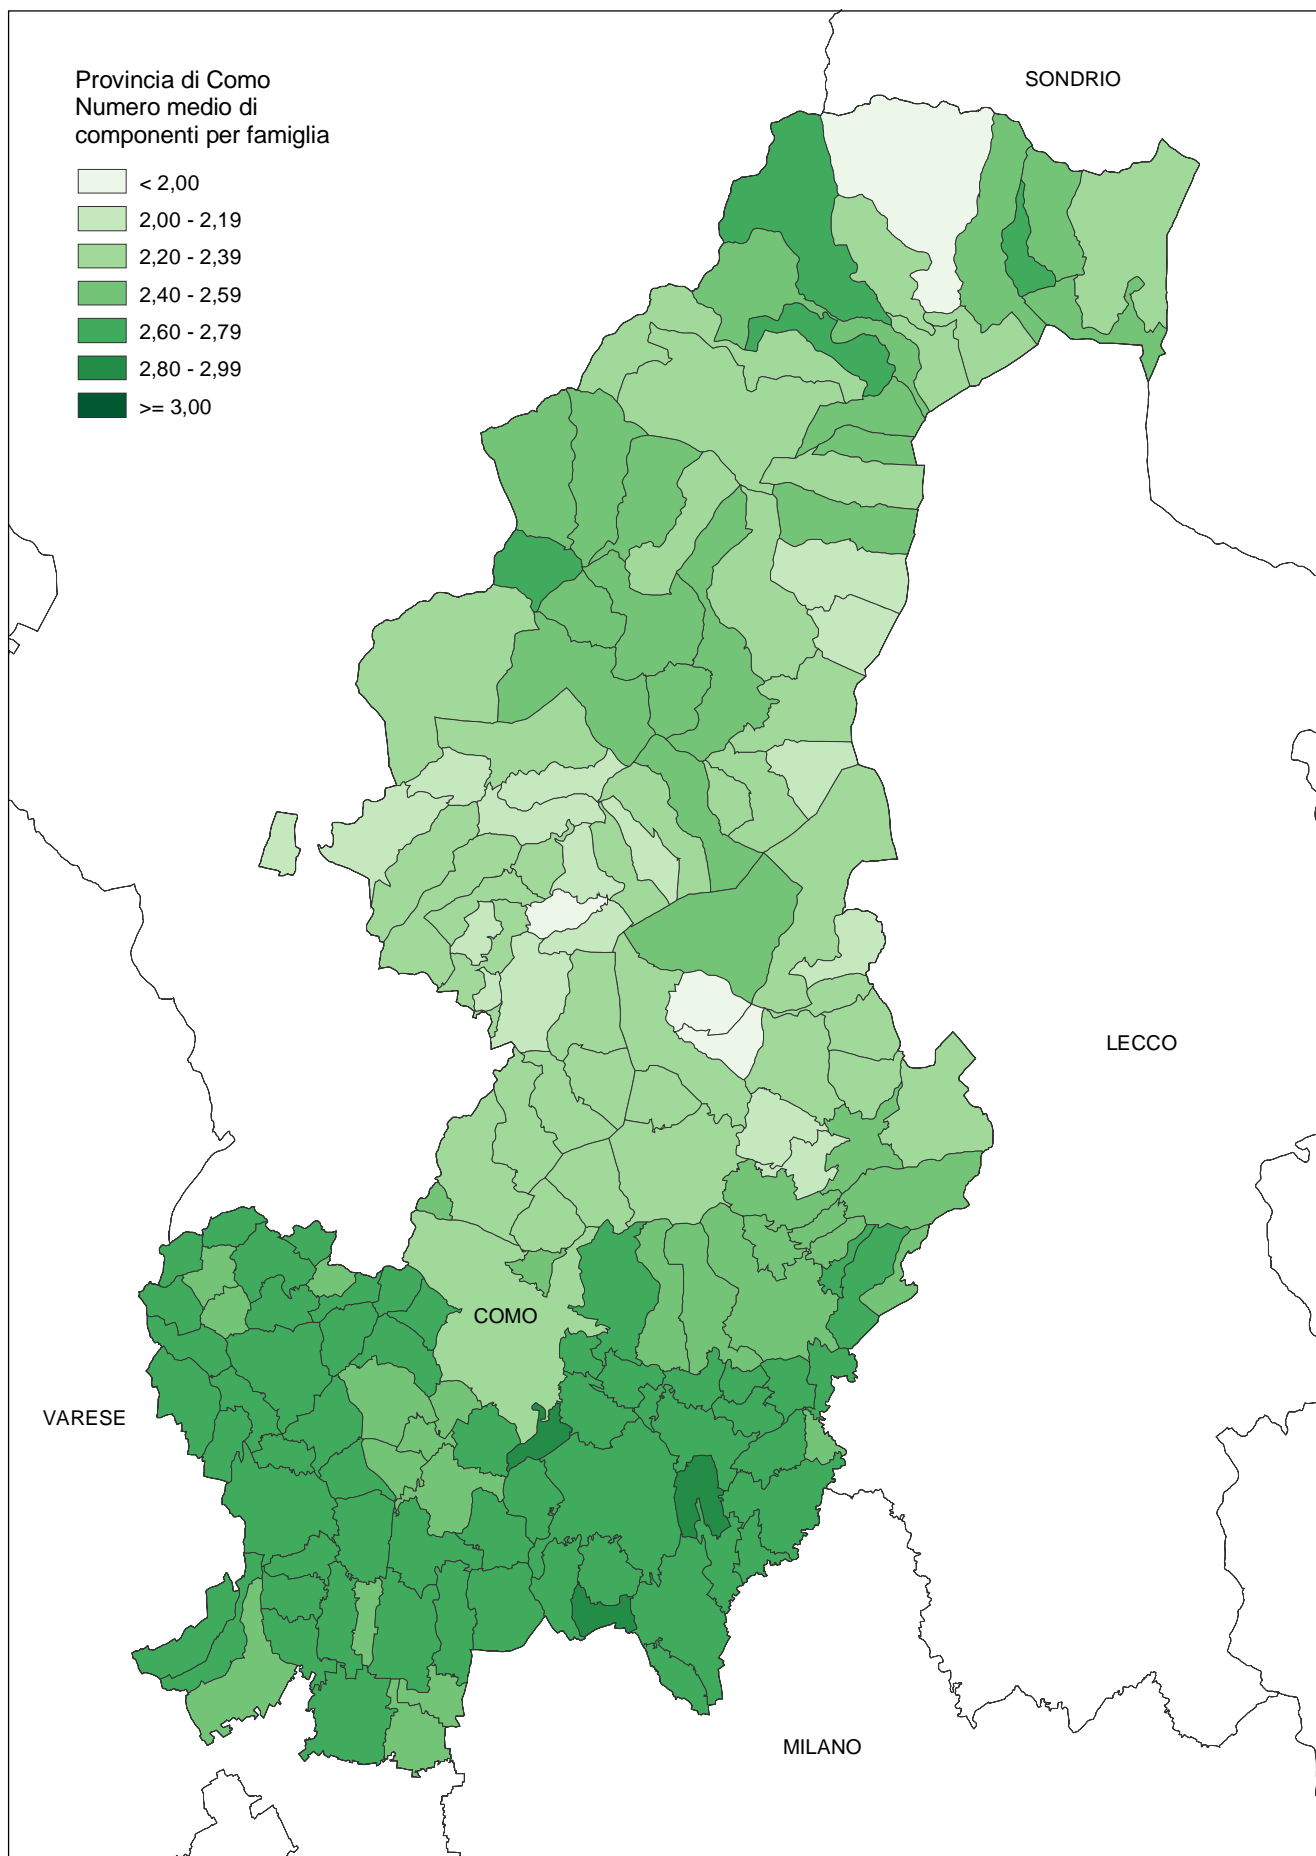 Provincia di Como
Numero medio di
componenti per famiglia
< 2,00
2,00 - 2,19
2,20 - 2,39
2,40 - 2,59
2,60 - 2,79
2,80 - 2,99
>= 3,00
SONDRIO
LECCO
COMO
VARESE
MILANO